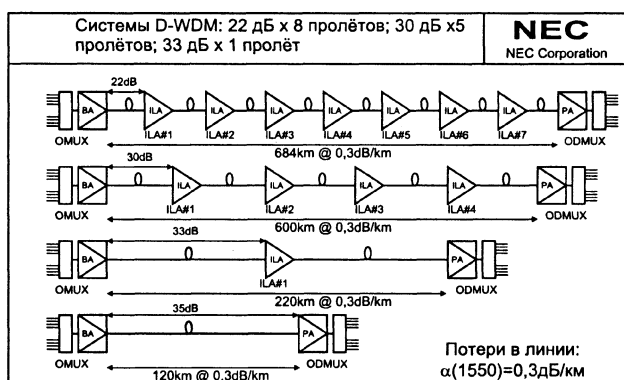 Системы D-WDM: 22 дБ х 8 пролётов; 30 дБ х5
пролётов; 33 дБ х 1 пролёт
NEC
NEC Corporation
22dB
BA ILA ILA ILA ILA ILA ILA ILA PA
OMUX ILA#1 ILA#2 ILA#3 ILA#4 ILA#5 ILA#6 ILA#7 ODMUX
684km @ 0,3dB/km
30dB
BA ILA ILA ILA ILA PA
OMUX ILA#1 ILA#2 ILA#3 ILA#4 ODMUX
600km @ 0,3dB/km
33dB
BA ILA PA
OMUX ILA#1 ODMUX
220km @ 0,3dB/km
35dB
BA PA
OMUX ODMUX
120km @ 0,3dB/km
Потери в линии:
α(1550)=0,3дБ/км